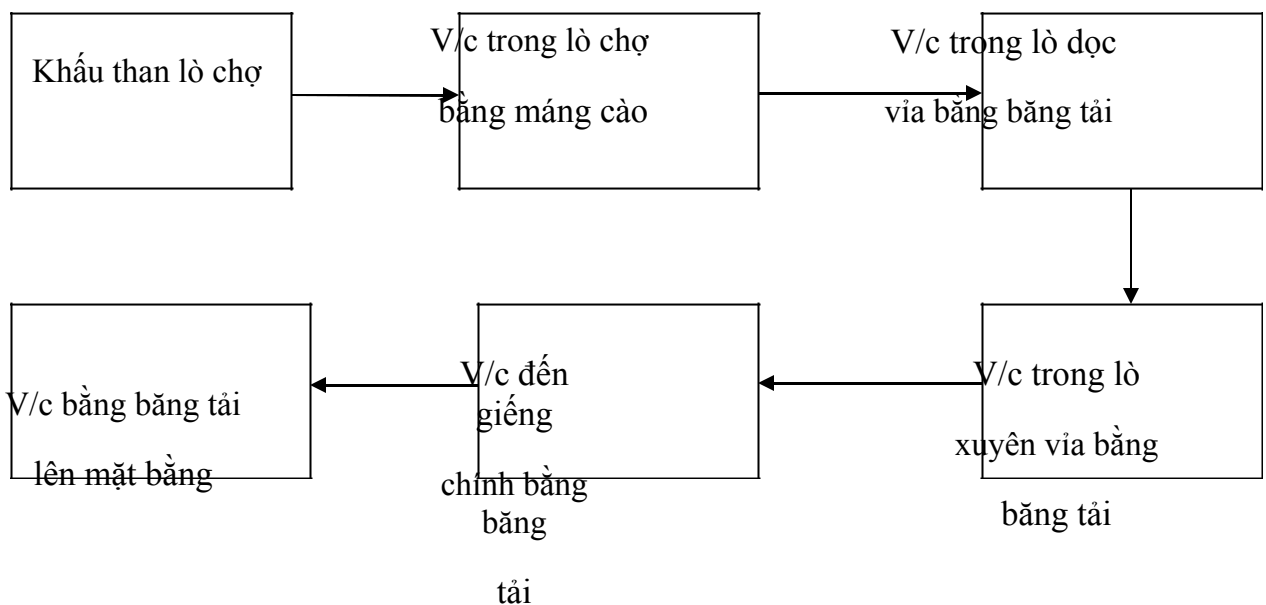 Khấu than lò chợ
V/c trong lò chợ
bằng máng cào
V/c trong lò dọc
vỉa bằng băng tải
V/c trong lò
xuyên vỉa bằng
băng tải
V/c đến
giếng
chính bằng
băng
tải
V/c bằng băng tải
lên mặt bằng